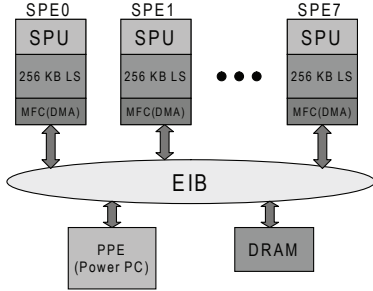 SPE0 SPE1 SPE7
SPU SPU SPU
256 KB LS 256 KB LS 256 KB LS
MFC(DMA) MFC(DMA) MFC(DMA)
EIB
PPE
(Power PC)
DRAM